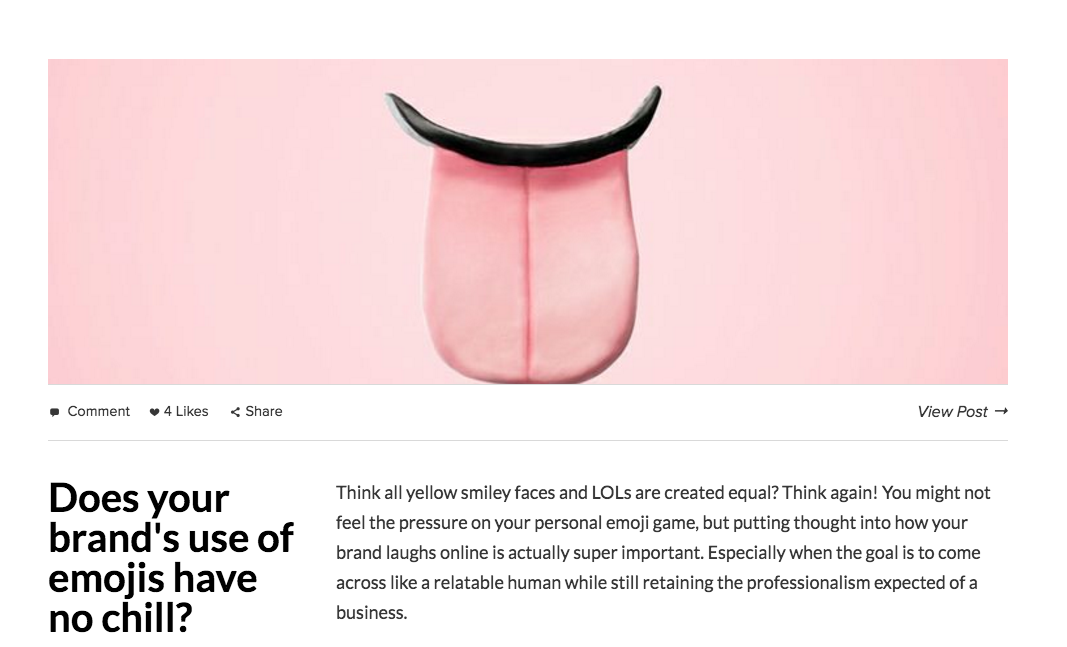 Comment 4 Likes Share View Post →
Does your
brand's use of
emojis have
no chill?
Think all yellow smiley faces and LOLs are created equal? Think again! You might not
feel the pressure on your personal emoji game, but putting thought into how your
brand laughs online is actually super important. Especially when the goal is to come
across like a relatable human while still retaining the professionalism expected of a
business.